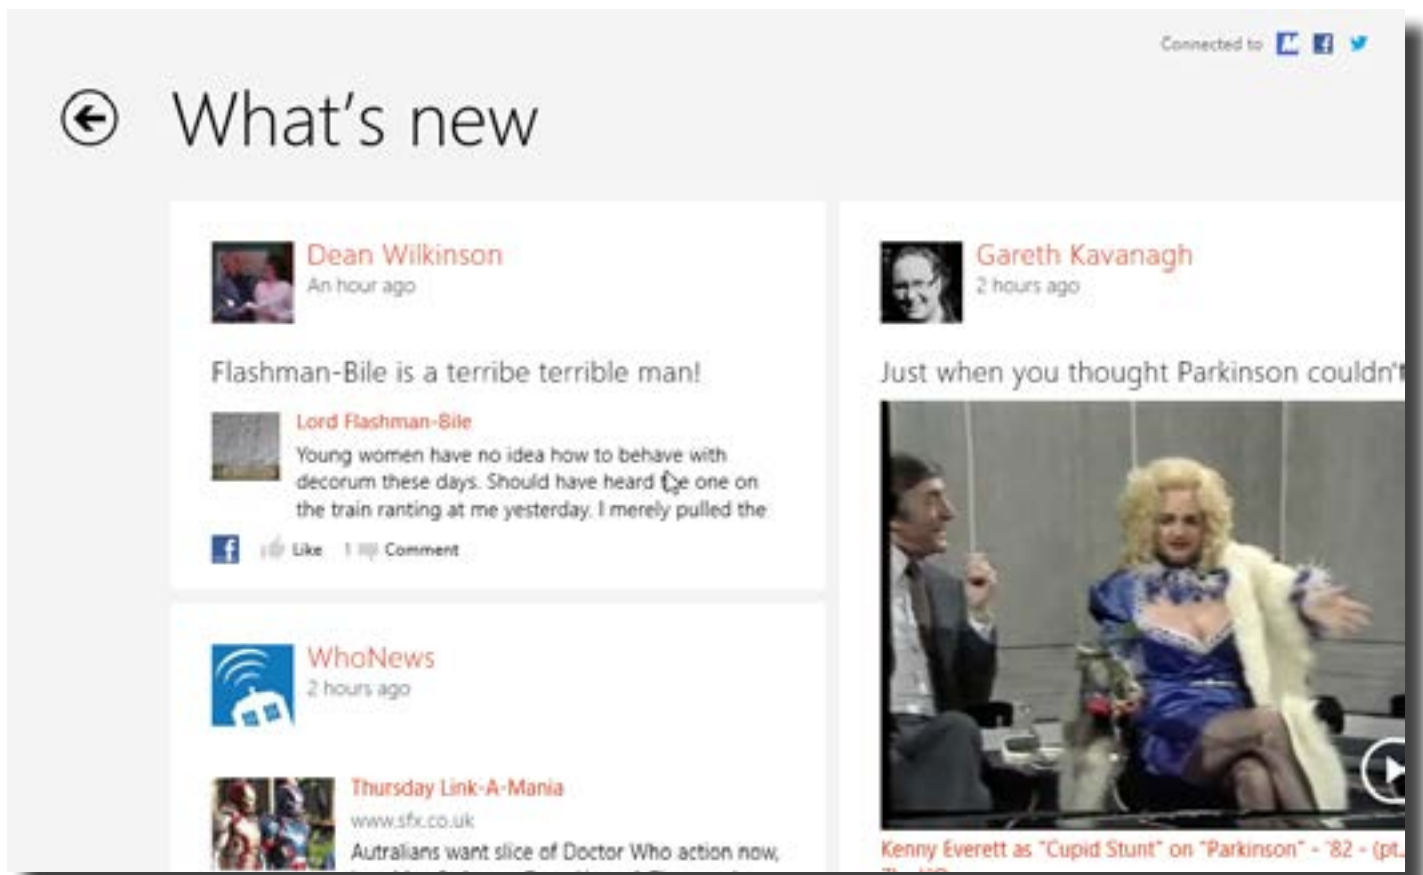 Connected to
What's new
Dean Wilkinson
An hour ago
Flashman-Bile is a terribe terrible man!
Lord Flashman-Bile
Young women have no idea how to behave with
decorum these days. Should have heard the one on
the train ranting at me yesterday. I merely pulled the
Like 1 Comment
WhoNews
2 hours ago
Thursday Link-A-Mania
www.sfx.co.uk
Autralians want slice of Doctor Who action now,
Gareth Kavanagh
2 hours ago
Just when you thought Parkinson couldn't
Kenny Everett as "Cupid Stunt" on "Parkinson" - '82 - (pt.